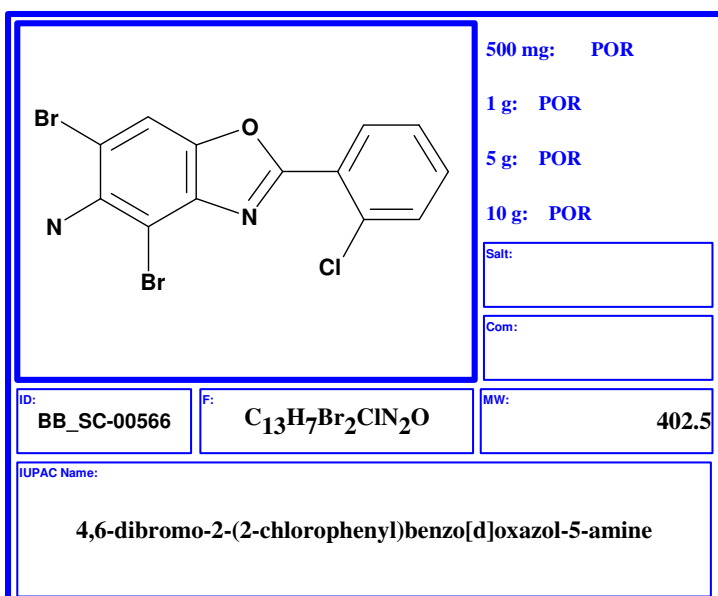 Br
O
N
N
Br
Cl
500 mg: POR
1 g: POR
5 g: POR
10 g: POR
Salt:
Com:
ID:
BB_SC-00566
F:
C13H7Br2ClN2O
MW:
402.5
IUPAC Name:
4,6-dibromo-2-(2-chlorophenyl)benzo[d]oxazol-5-amine